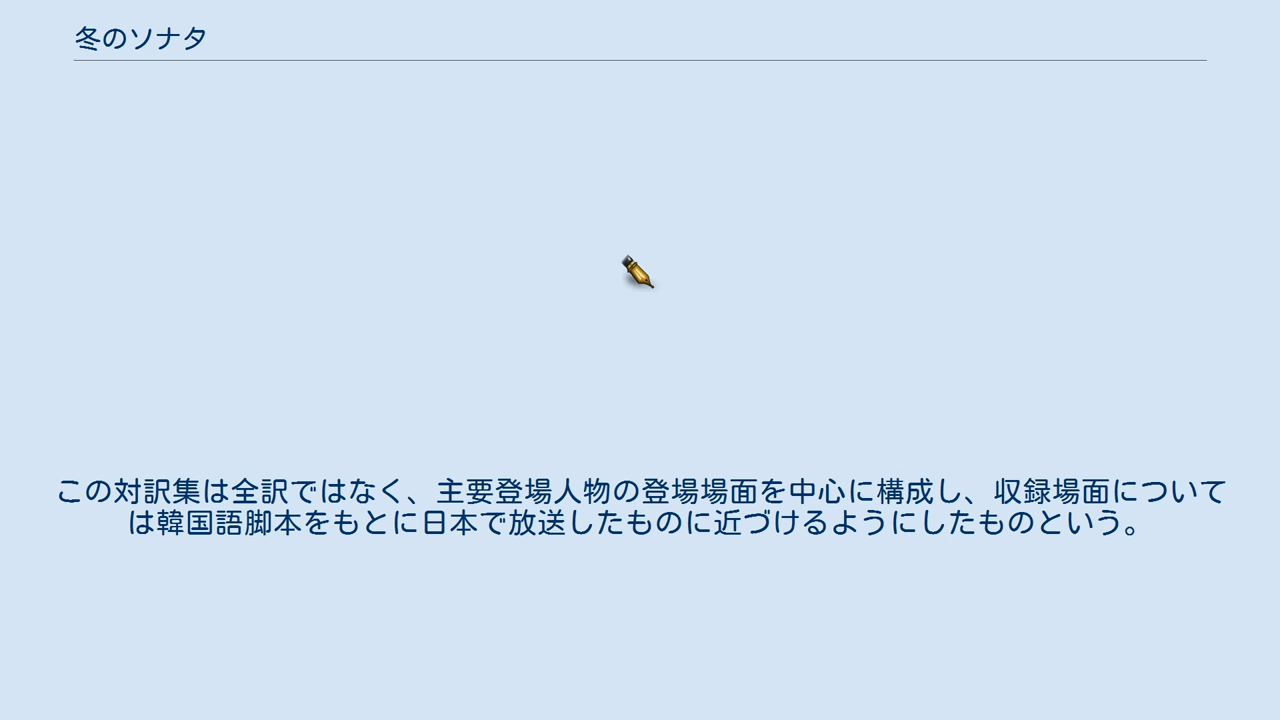 冬のソナタ
この対訳集は全訳ではなく、主要登場人物の登場場面を中心に構成し、収録場面について
は韓国語脚本をもとに日本で放送したものに近づけるようにしたものという。